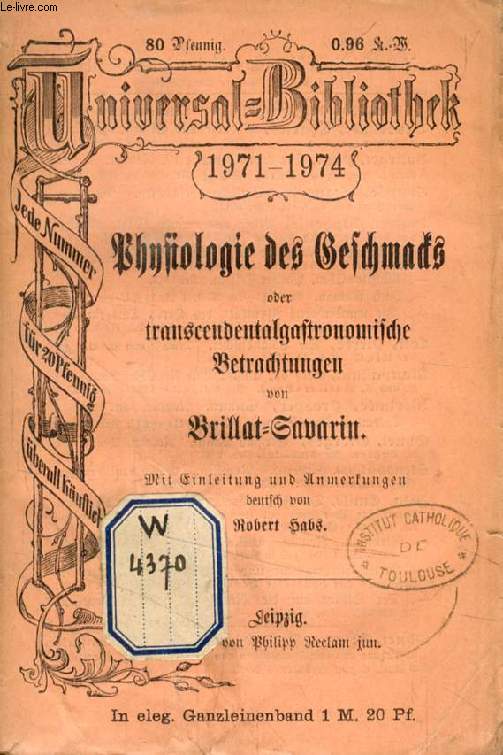 Le-livre.com
80 Pfennig. 0.96 K.-W.
Universal=Bibliothek
1971-1974
Jede Nummer
für 20 Pfennig
überall käuflich
Physiologie des Geschmacks
oder
transcendentalgastronomische
Betrachtungen
von
Brillat=Savarin.
Mit Einleitung und Anmerkungen
deutsch von
Robert Habs.
W
4370
INSTITUT CATHOLIQUE
DE
TOULOUSE
Leipzig.
von Philipp Reclam jun.
In eleg. Ganzleinenband 1 M. 20 Pf.